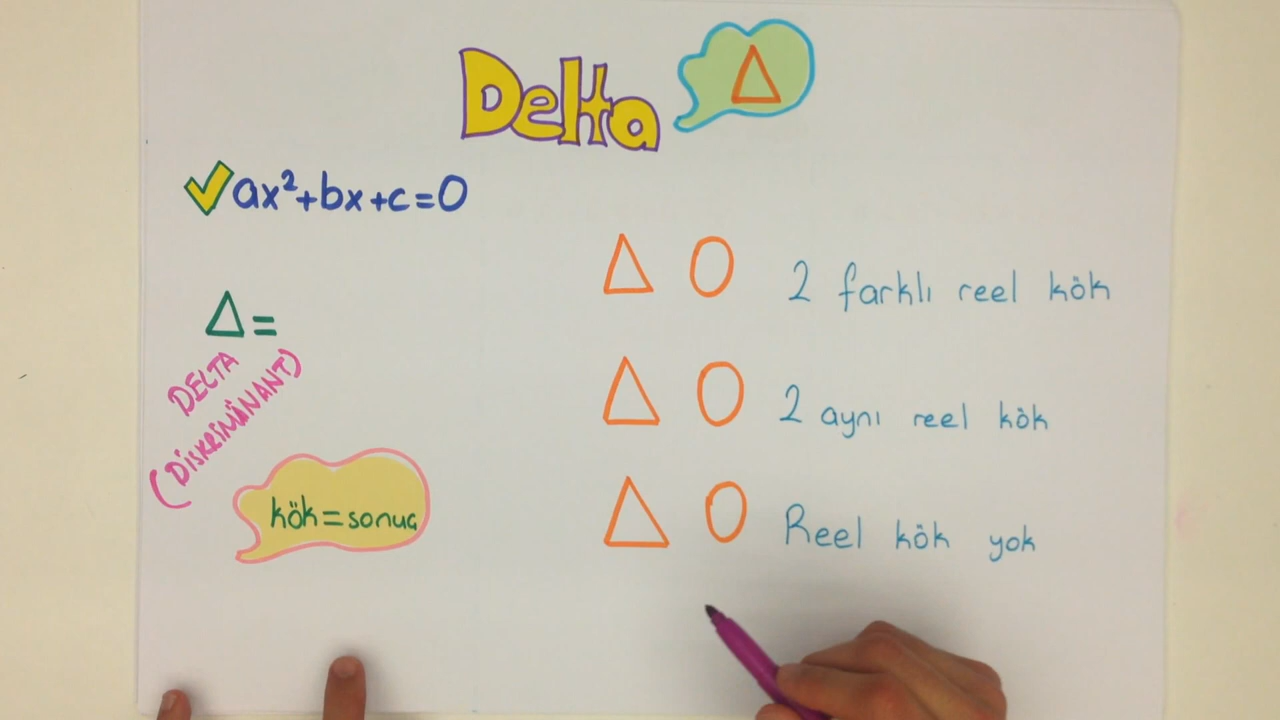 Delta
Δ
✓ax²+bx+c=0
Δ 0 2 farklı reel kök
Δ=
DELTA
(DİSKRİMİNANT)
Δ 0 2 aynı reel kök
kök=sonuç
Δ 0 Reel kök yok